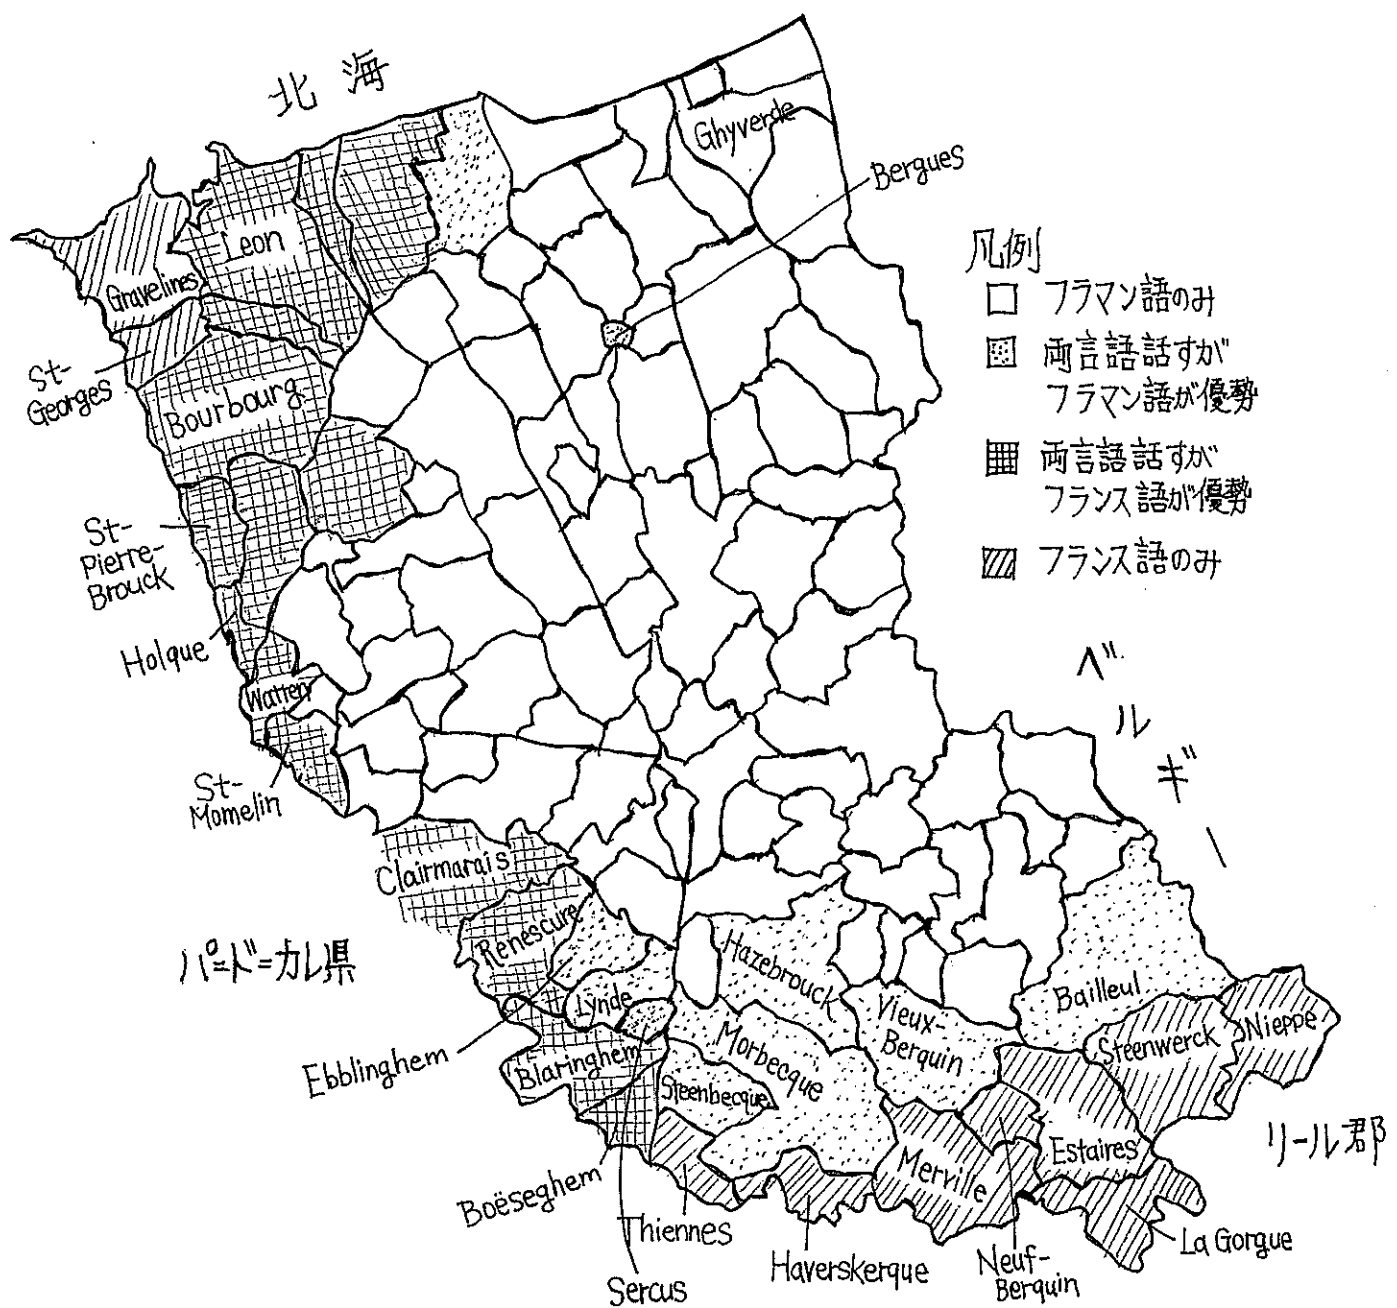 北海
Ghyverde
Bergues
Leon
Gravelines
St-
Georges
Bourbourg
凡例
フラマン語のみ
両言語話すが
フラマン語が優勢
両言語話すが
フランス語が優勢
フランス語のみ
St-
Pierre-
Brouck
Holque
Watten
St-
Momelin
ベルギー
Clairmarais
Renescure
パ=ド=カレ県
Lynde
Hazebrouck
Bailleul
Vieux-
Berquin
Steenwerck
Nieppe
Ebblinghem
Blaringhem
Morbecque
Steenbecque
リール郡
Estaires
Merville
Boëseghem
Thiennes
Sercus
Haverskerque
Neuf-
Berquin
La Gorgue